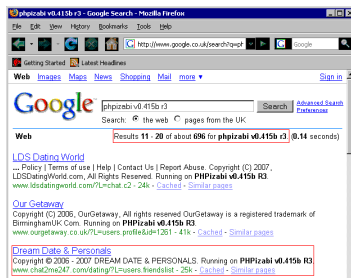 phpizabi v0.415b r3 - Google Search - Mozilla Firefox
File Edit View History Bookmarks Tools Help
http://www.google.co.uk/search?q=ph
Google
Getting Started Latest Headlines
Web Images Maps News Shopping Mail more ▼ Sign in
Google phpizabi v0.415b r3 Search Advanced Search
Preferences
Search: the web pages from the UK
Web Results 11 - 20 of about 696 for phpizabi v0.415b r3. (0.14 seconds)
LDS Dating World
... Policy | Terms of use | Help | Contact Us | Report Abuse. Copyright (C) 2007,
LDSDatingWorld.com, All Rights Reserved. Running on PHPizabi v0.415b R3.
www.ldsdatingworld.com/?L=chat.c2 - 24k - Cached - Similar pages
Our Getaway
Copyright (C) 2006, OurGetaway, All rights reserved OurGetaway is a registered trademark of
BirminghamUK Com. Running on PHPizabi v0.415b R3.
www.ourgetaway.co.uk/?L=users.profile&id=1261 - 41k - Cached - Similar pages
Dream Date & Personals
Copyright © 2006 - 2007 DREAM DATE & PERSONALS. Running on PHPizabi v0.415b R3.
www.chat2me247.com/dating/?L=users.friendslist - 25k - Cached - Similar pages